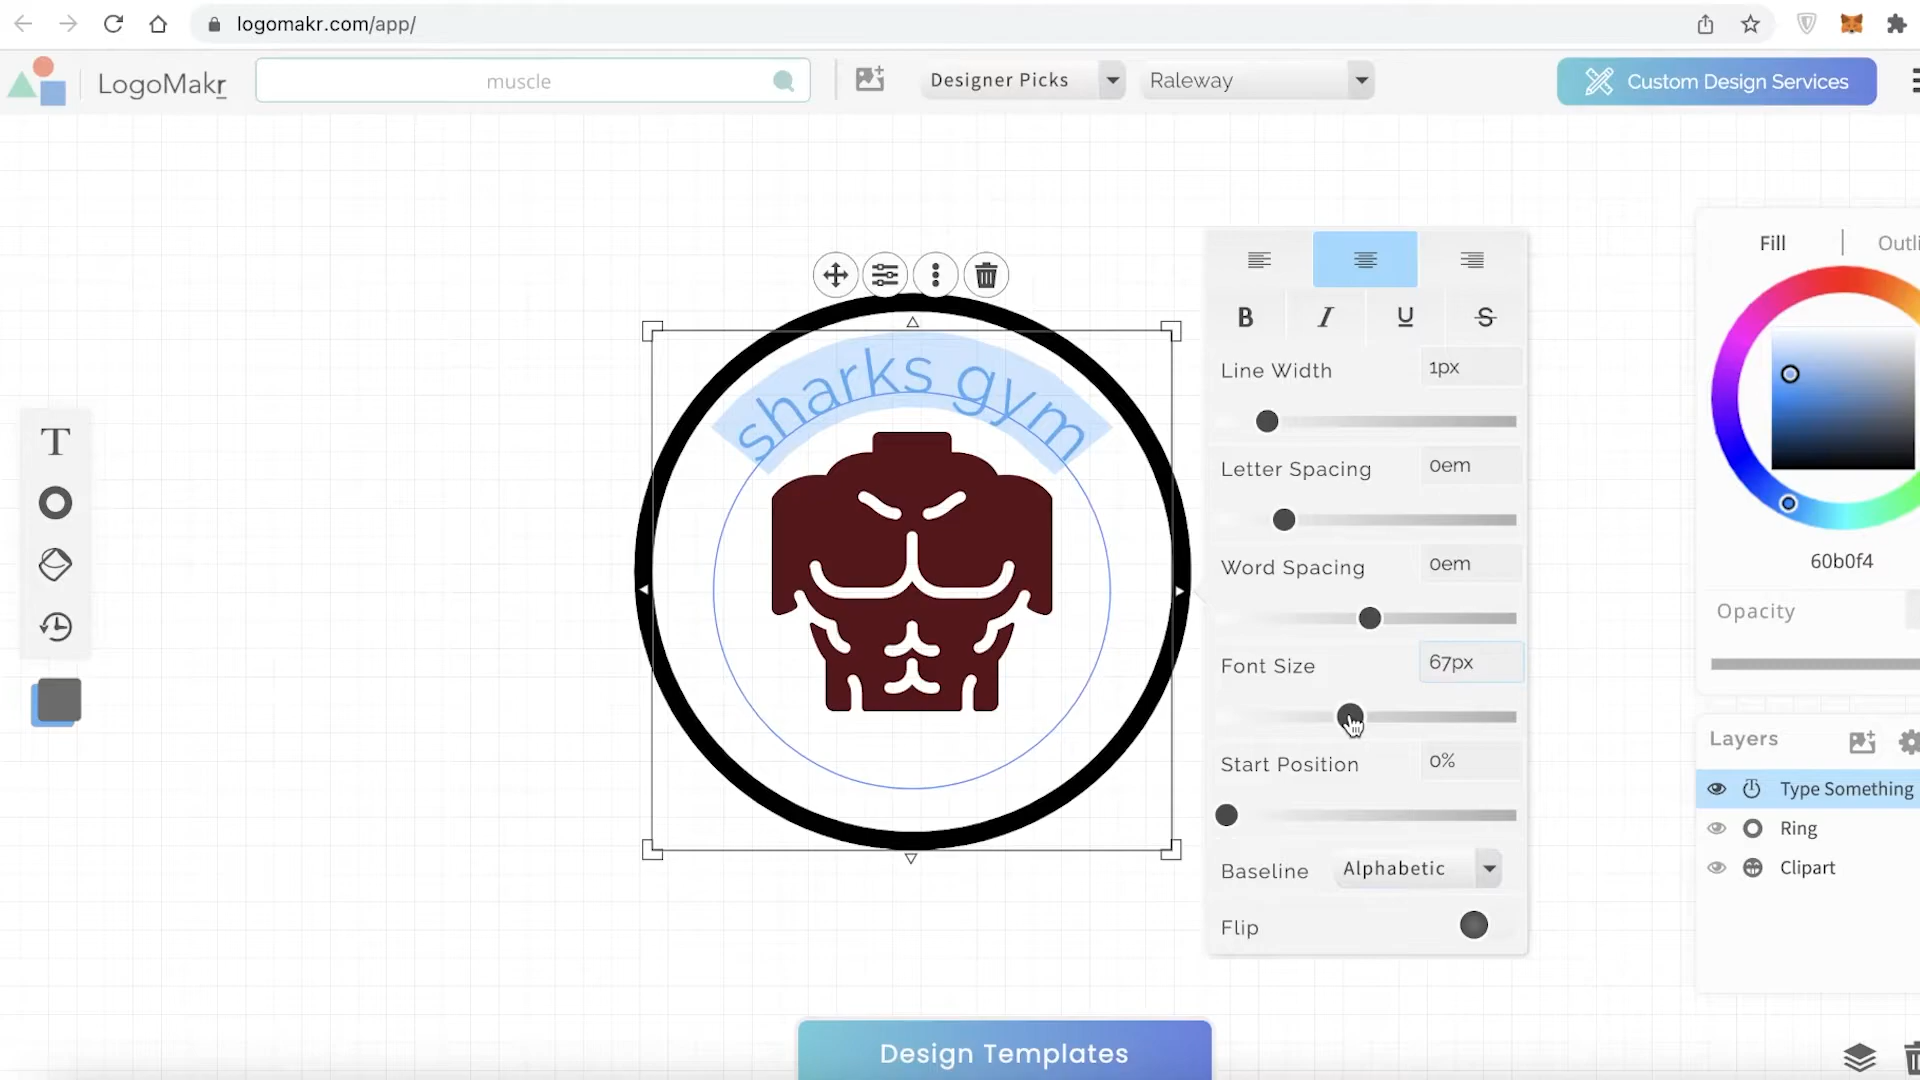 logomakr.com/app/
LogoMakr
muscle
Designer Picks
Raleway
Custom Design Services
sharks gym
B I U S
Line Width 1px
Letter Spacing 0em
Word Spacing 0em
Font Size 67px
Start Position 0%
Baseline Alphabetic
Flip
Fill Outli
60b0f4
Opacity
Layers
Type Something
Ring
Clipart
T
Design Templates